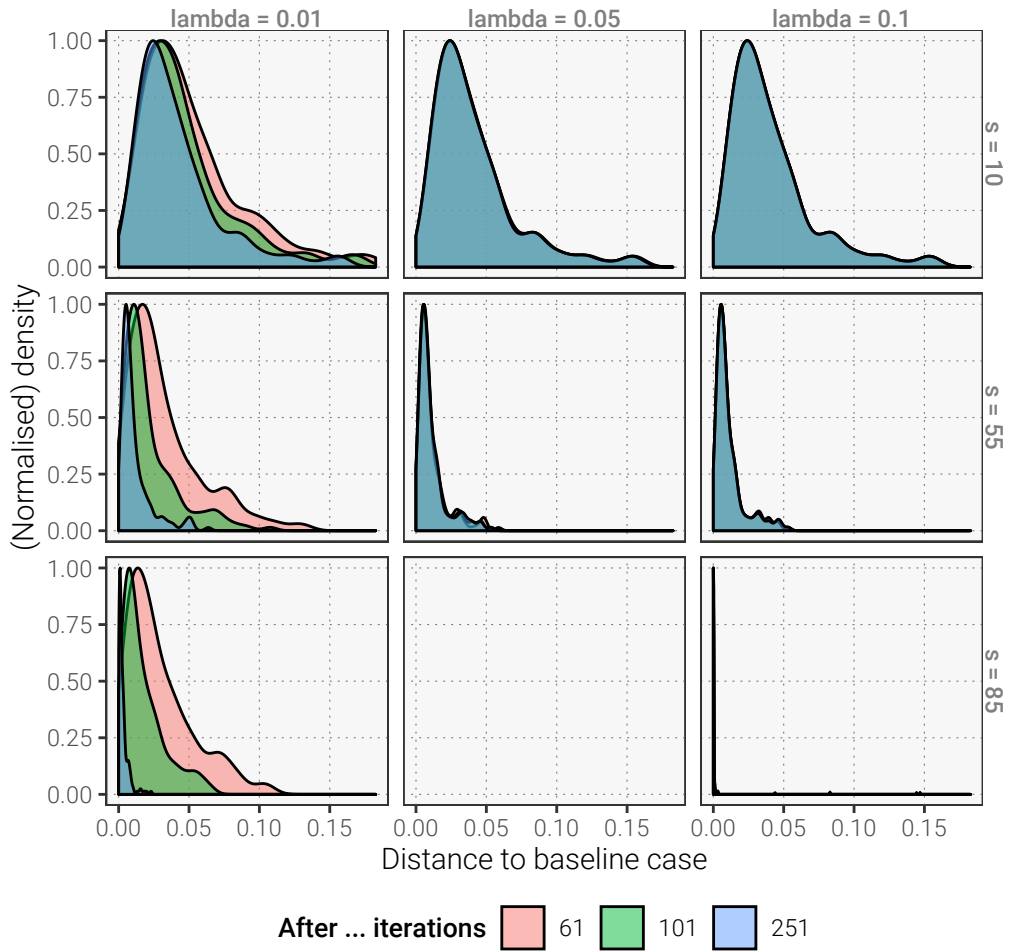 lambda = 0.01 lambda = 0.05 lambda = 0.1
1.00
0.75
0.50
0.25
0.00
s = 10
1.00
0.75
0.50
0.25
0.00
s = 55
1.00
0.75
0.50
0.25
0.00
s = 85
(Normalised) density
0.00 0.05 0.10 0.15 0.00 0.05 0.10 0.15 0.00 0.05 0.10 0.15
Distance to baseline case
After ... iterations 61 101 251